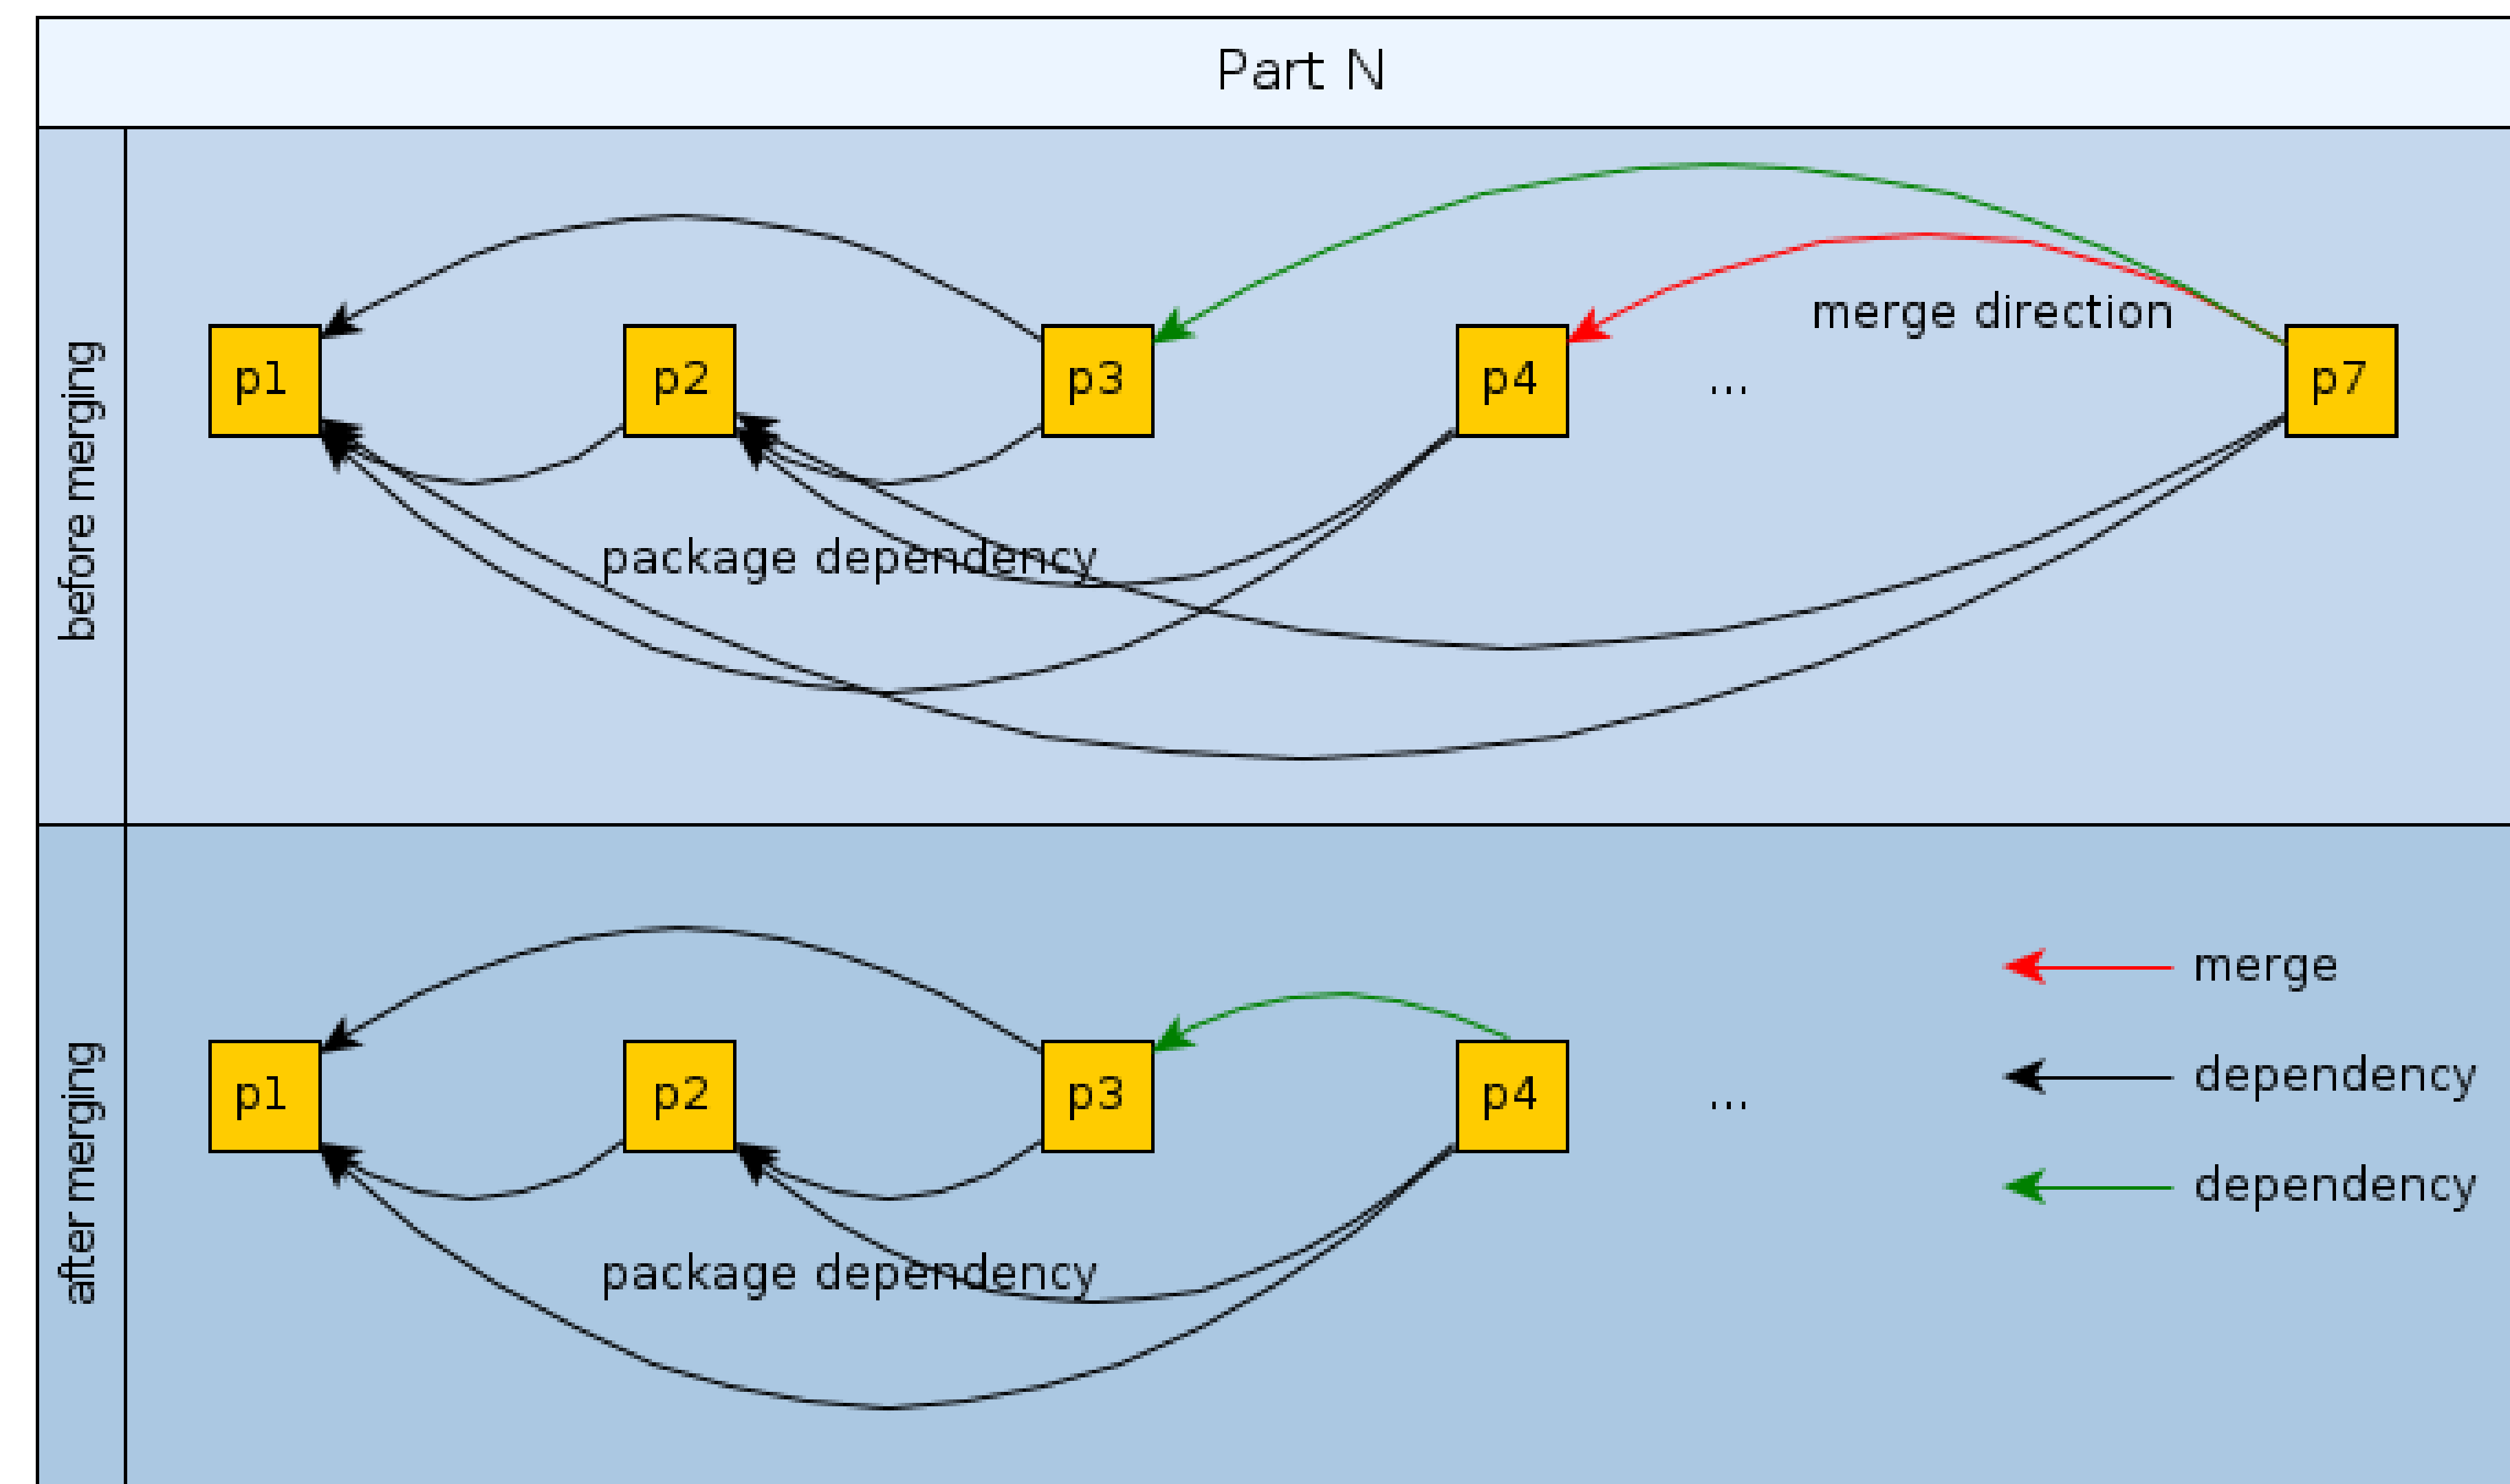 Part N
before merging
merge direction
p1
p2
p3
p4
...
p7
package dependency
after merging
merge
dependency
p1
p2
p3
p4
...
dependency
package dependency